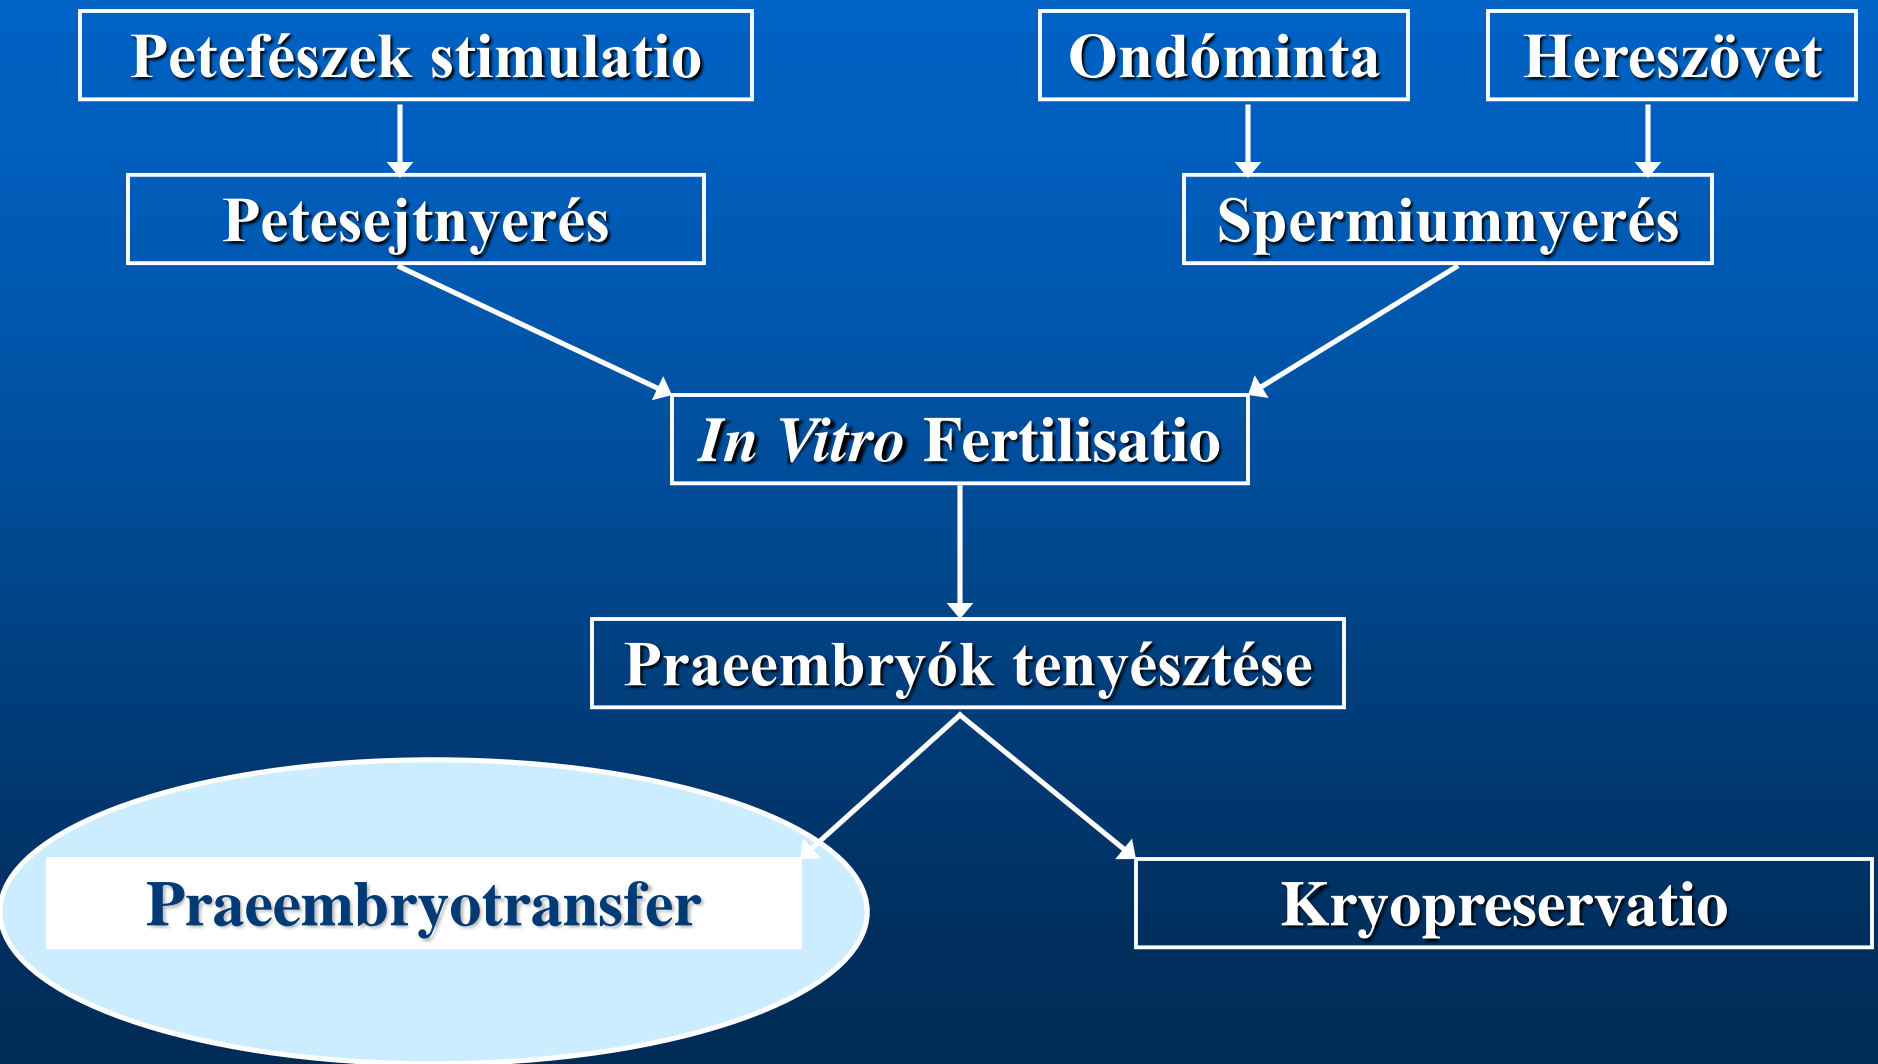 Petefészek stimulatio
Ondóminta
Hereszövet
Petesejtnyerés
Spermiumnyerés
In Vitro Fertilisatio
Praeembryók tenyésztése
Praeembryotransfer
Kryopreservatio